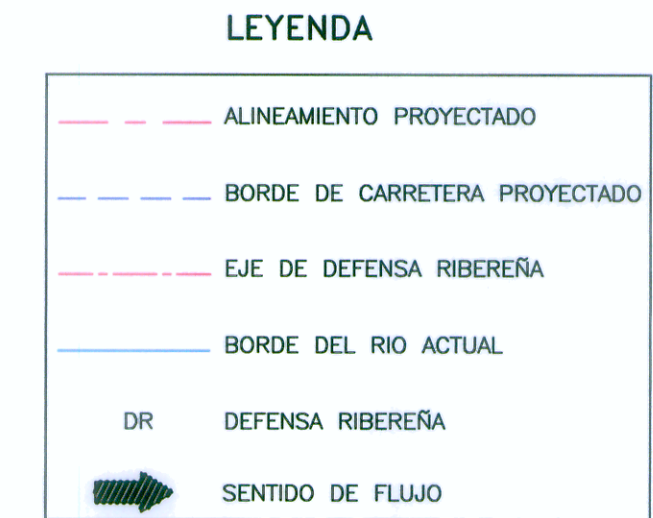 LEYENDA
ALINEAMIENTO PROYECTADO
BORDE DE CARRETERA PROYECTADO
EJE DE DEFENSA RIBEREÑA
BORDE DEL RIO ACTUAL
DR DEFENSA RIBEREÑA
SENTIDO DE FLUJO